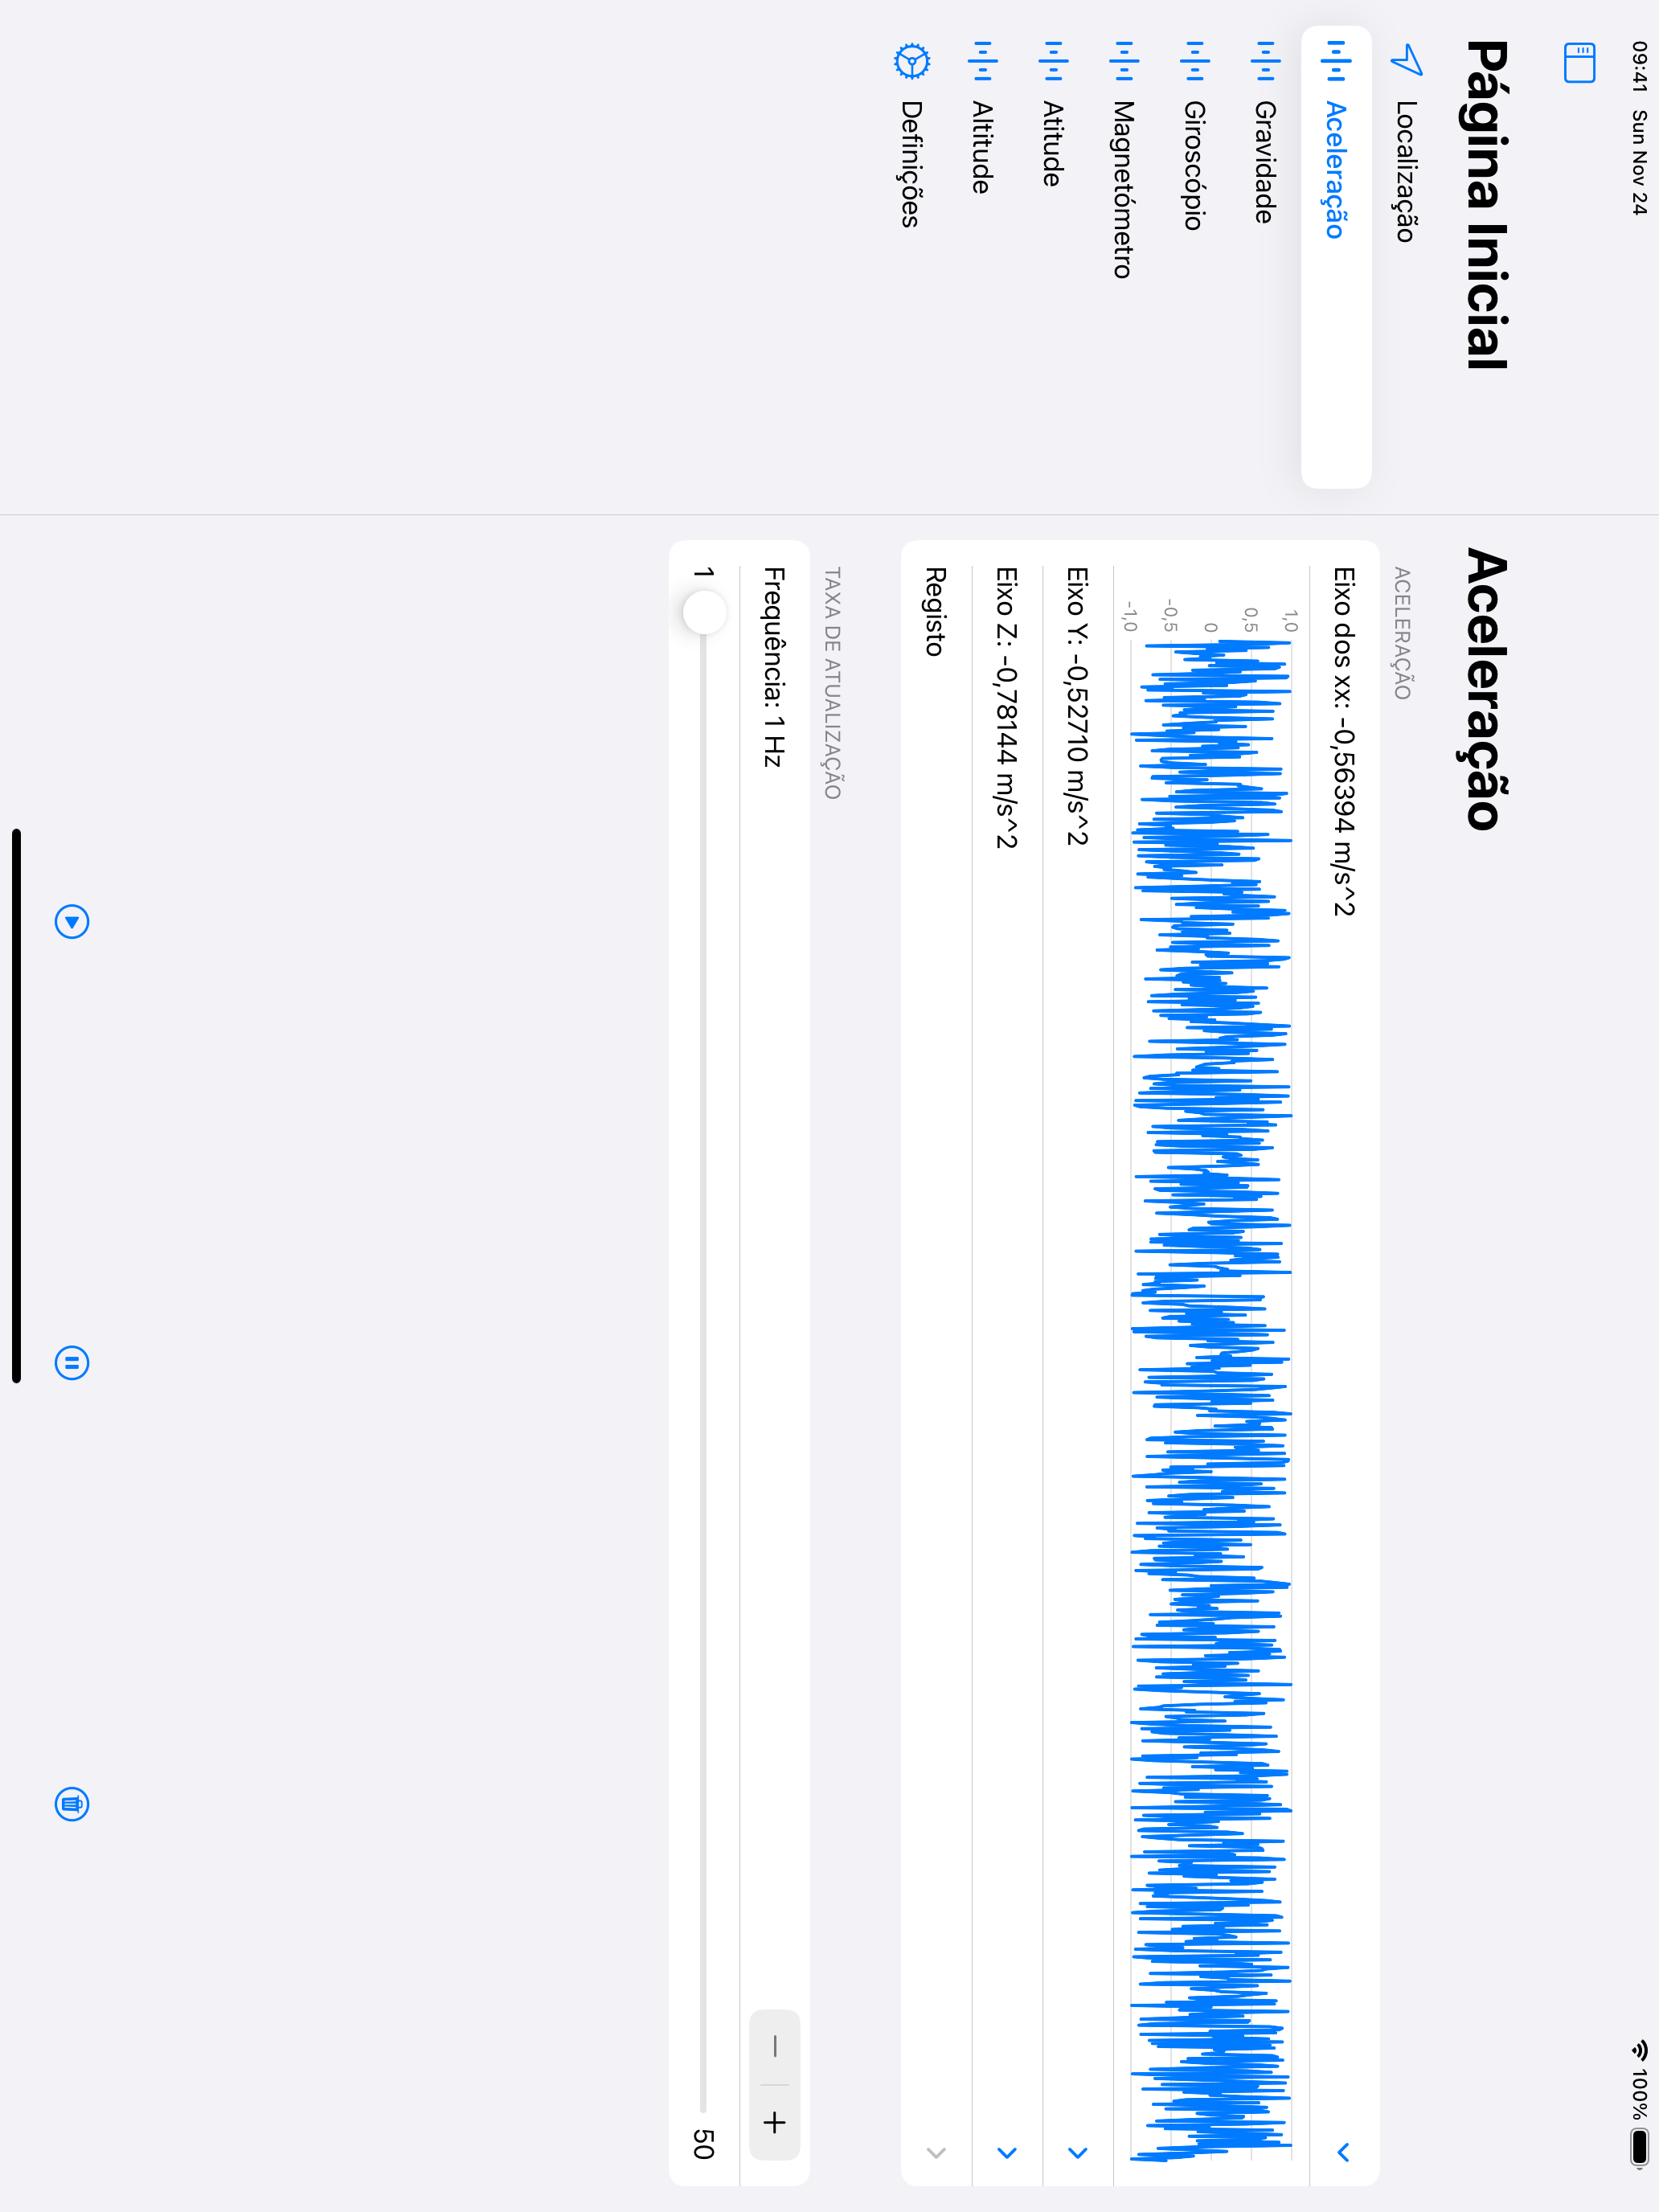 09:41 Sun Nov 24
100%
Página Inicial
Localização
Aceleração
Gravidade
Giroscópio
Magnetómetro
Atitude
Altitude
Definições
Aceleração
ACELERAÇÃO
Eixo dos xx: -0,56394 m/s^2
1,0
0,5
0
-0,5
-1,0
Eixo Y: -0,52710 m/s^2
Eixo Z: -0,78144 m/s^2
Registo
TAXA DE ATUALIZAÇÃO
Frequência: 1 Hz
1
50